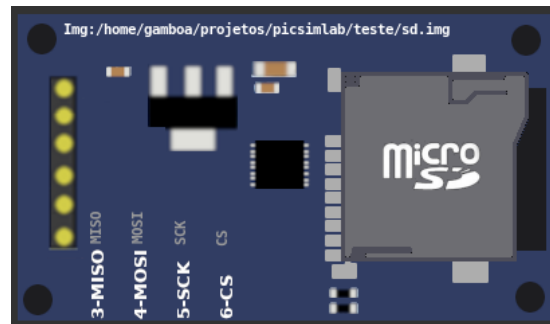 Img:/home/gamboa/projetos/picsimlab/teste/sd.img
MISO
MOSI
SCK
CS
3-MISO
4-MOSI
5-SCK
6-CS
micro
SD